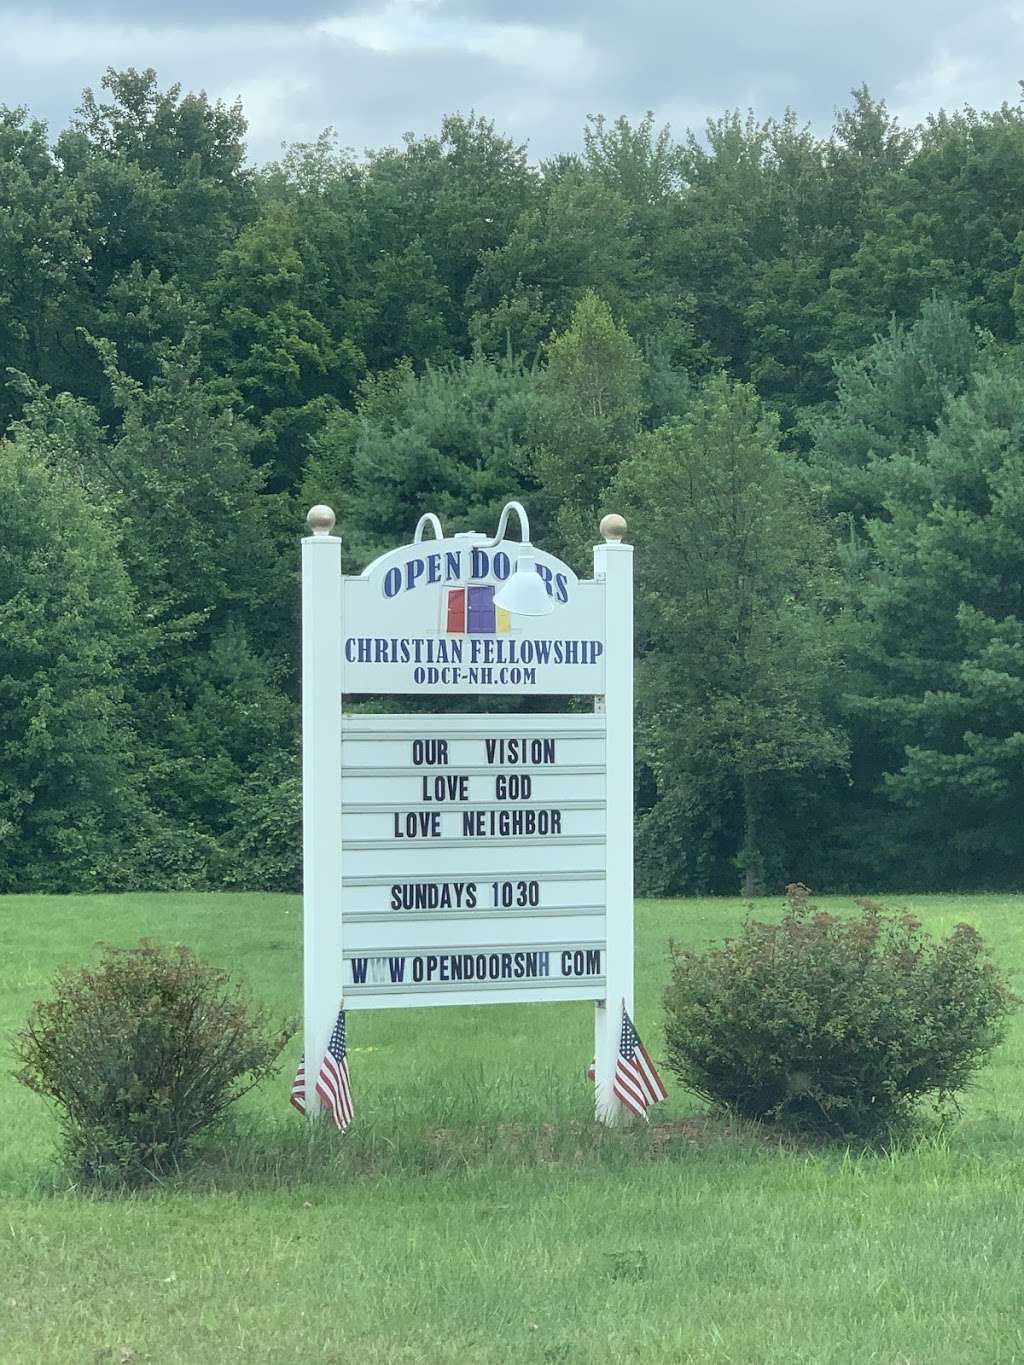 OPEN DOORS
CHRISTIAN FELLOWSHIP
ODCF-NH.COM
OUR VISION
LOVE GOD
LOVE NEIGHBOR
SUNDAYS 1030
WWW OPENDOORSNH COM